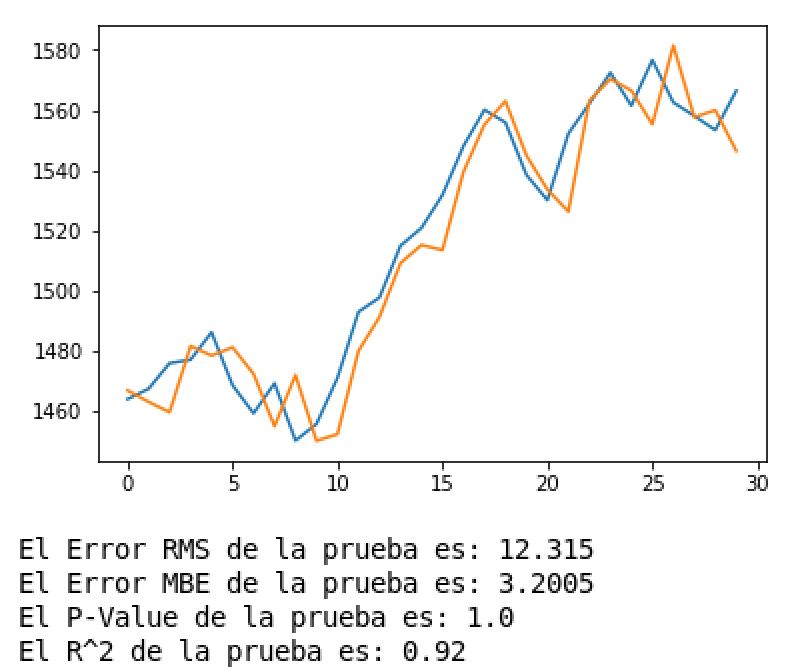 1580
1560
1540
1520
1500
1480
1460
0 5 10 15 20 25 30
El Error RMS de la prueba es: 12.315
El Error MBE de la prueba es: 3.2005
El P-Value de la prueba es: 1.0
El R^2 de la prueba es: 0.92